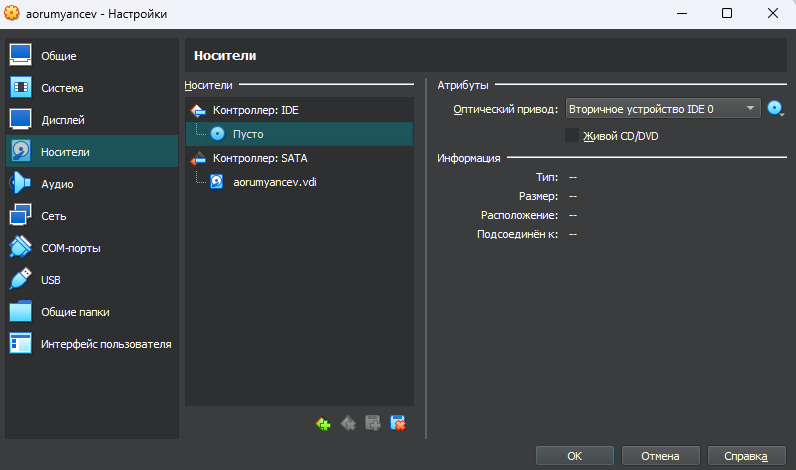 aorumyancev - Настройки
Общие
Система
Дисплей
Носители
Аудио
Сеть
COM-порты
USB
Общие папки
Интерфейс пользователя
Носители
Носители
Контроллер: IDE
Пусто
Контроллер: SATA
aorumyancev.vdi
Атрибуты
Оптический привод: Вторичное устройство IDE 0
Живой CD/DVD
Информация
Тип: --
Размер: --
Расположение: --
Подсоединён к: --
OK Отмена Справка